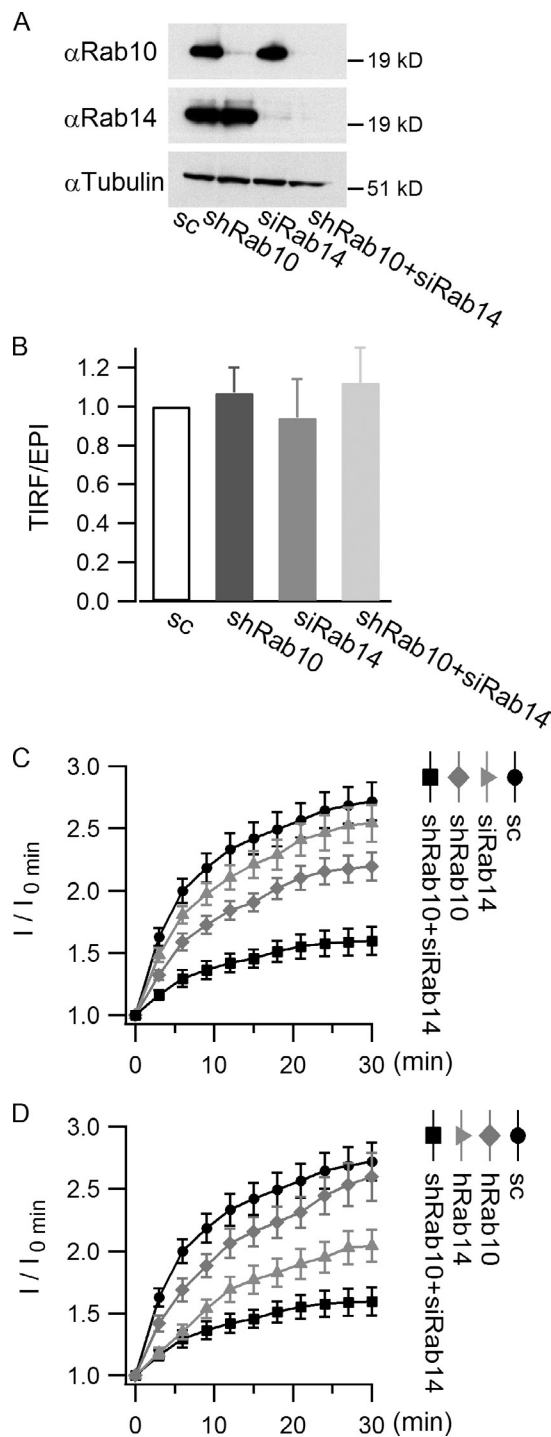 A
αRab10
19 kD
αRab14
19 kD
αTubulin
51 kD
sc
shRab10
siRab14
shRab10+siRab14
B
TIRF/EPI
1.2
1.0
0.8
0.6
0.4
0.2
0.0
sc
shRab10
siRab14
shRab10+siRab14
C
I / I0 min
3.0
2.5
2.0
1.5
1.0
0
10
20
30
(min)
sc
siRab14
shRab10
shRab10+siRab14
D
I / I0 min
3.0
2.5
2.0
1.5
1.0
0
10
20
30
(min)
sc
hRab10
hRab14
shRab10+siRab14